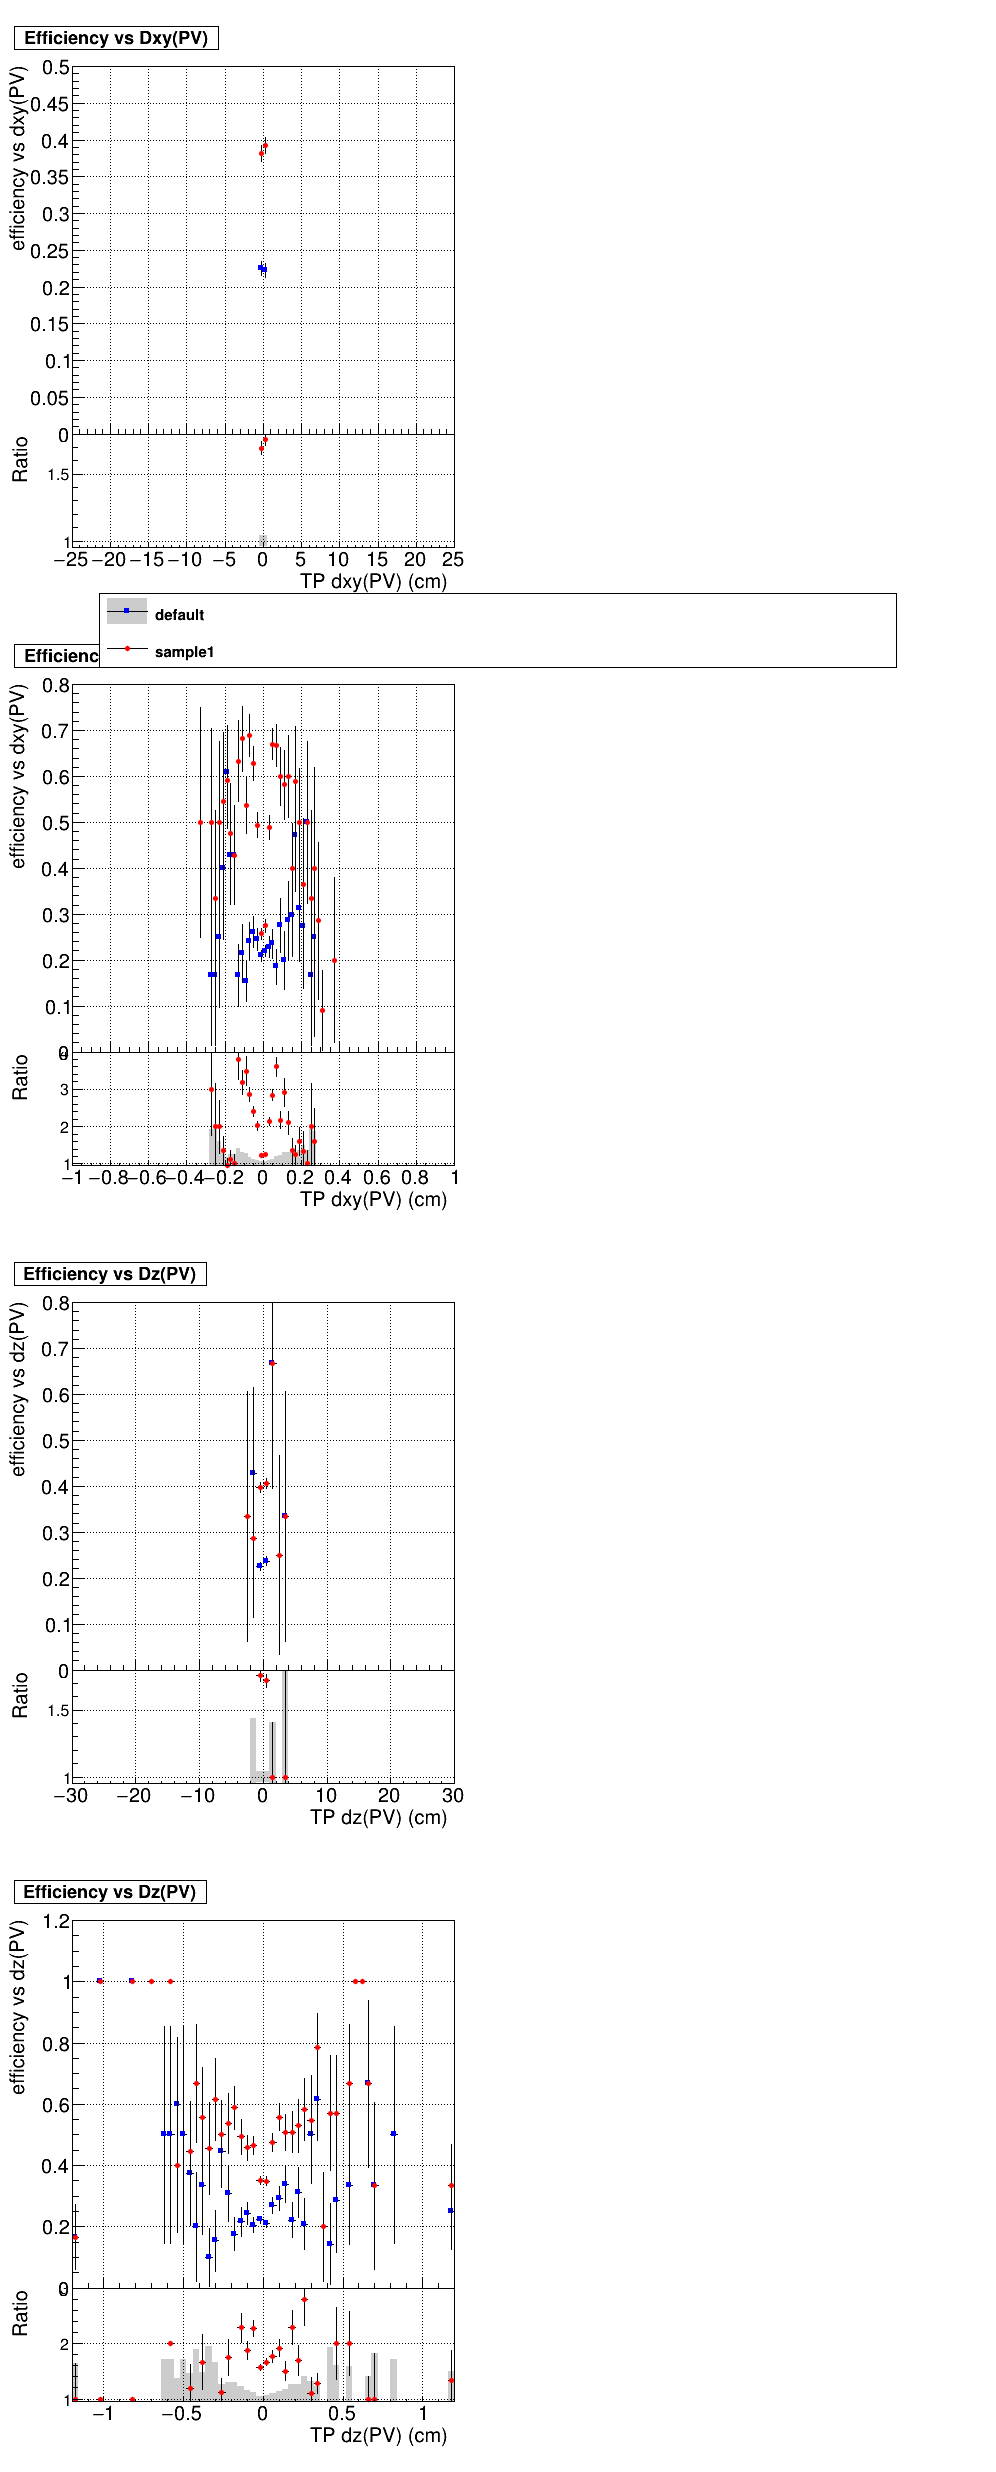 Efficiency vs Dxy(PV)
efficiency vs dxy(PV)
0.5
0.45
0.4
0.35
0.3
0.25
0.2
0.15
0.1
0.05
0
Ratio
1.5
1
−25 −20 −15 −10 −5 0 5 10 15 20 25
TP dxy(PV) (cm)
default
sample1
Efficienc
efficiency vs dxy(PV)
0.8
0.7
0.6
0.5
0.4
0.3
0.2
0.1
0
Ratio
4
3
2
1
−1 −0.8 −0.6 −0.4 −0.2 0 0.2 0.4 0.6 0.8 1
TP dxy(PV) (cm)
Efficiency vs Dz(PV)
efficiency vs dz(PV)
0.8
0.7
0.6
0.5
0.4
0.3
0.2
0.1
0
Ratio
1.5
1
−30 −20 −10 0 10 20 30
TP dz(PV) (cm)
Efficiency vs Dz(PV)
efficiency vs dz(PV)
1.2
1
0.8
0.6
0.4
0.2
0
Ratio
3
2
1
−1 −0.5 0 0.5 1
TP dz(PV) (cm)